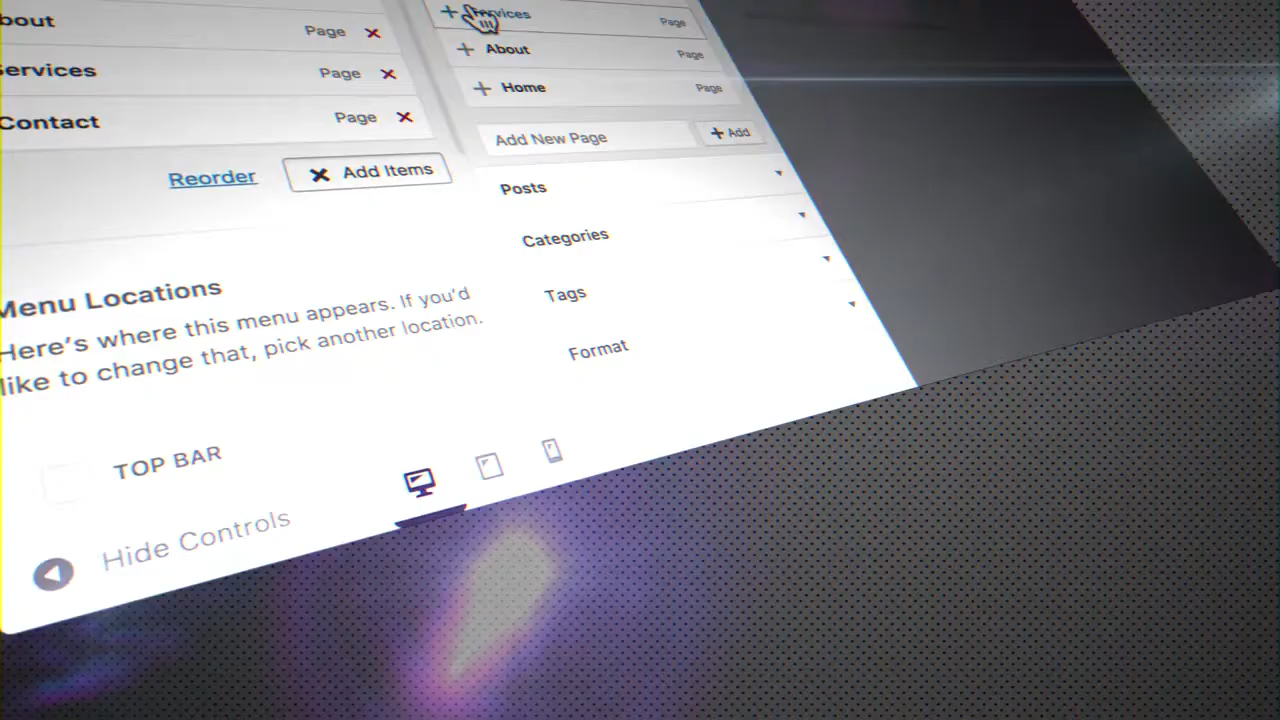 bout Page
ervices Page
Contact Page
Reorder Add Items
Menu Locations
Here's where this menu appears. If you'd
like to change that, pick another location.
TOP BAR
Hide Controls
Services Page
About Page
Home Page
Add New Page Add
Posts
Categories
Tags
Format